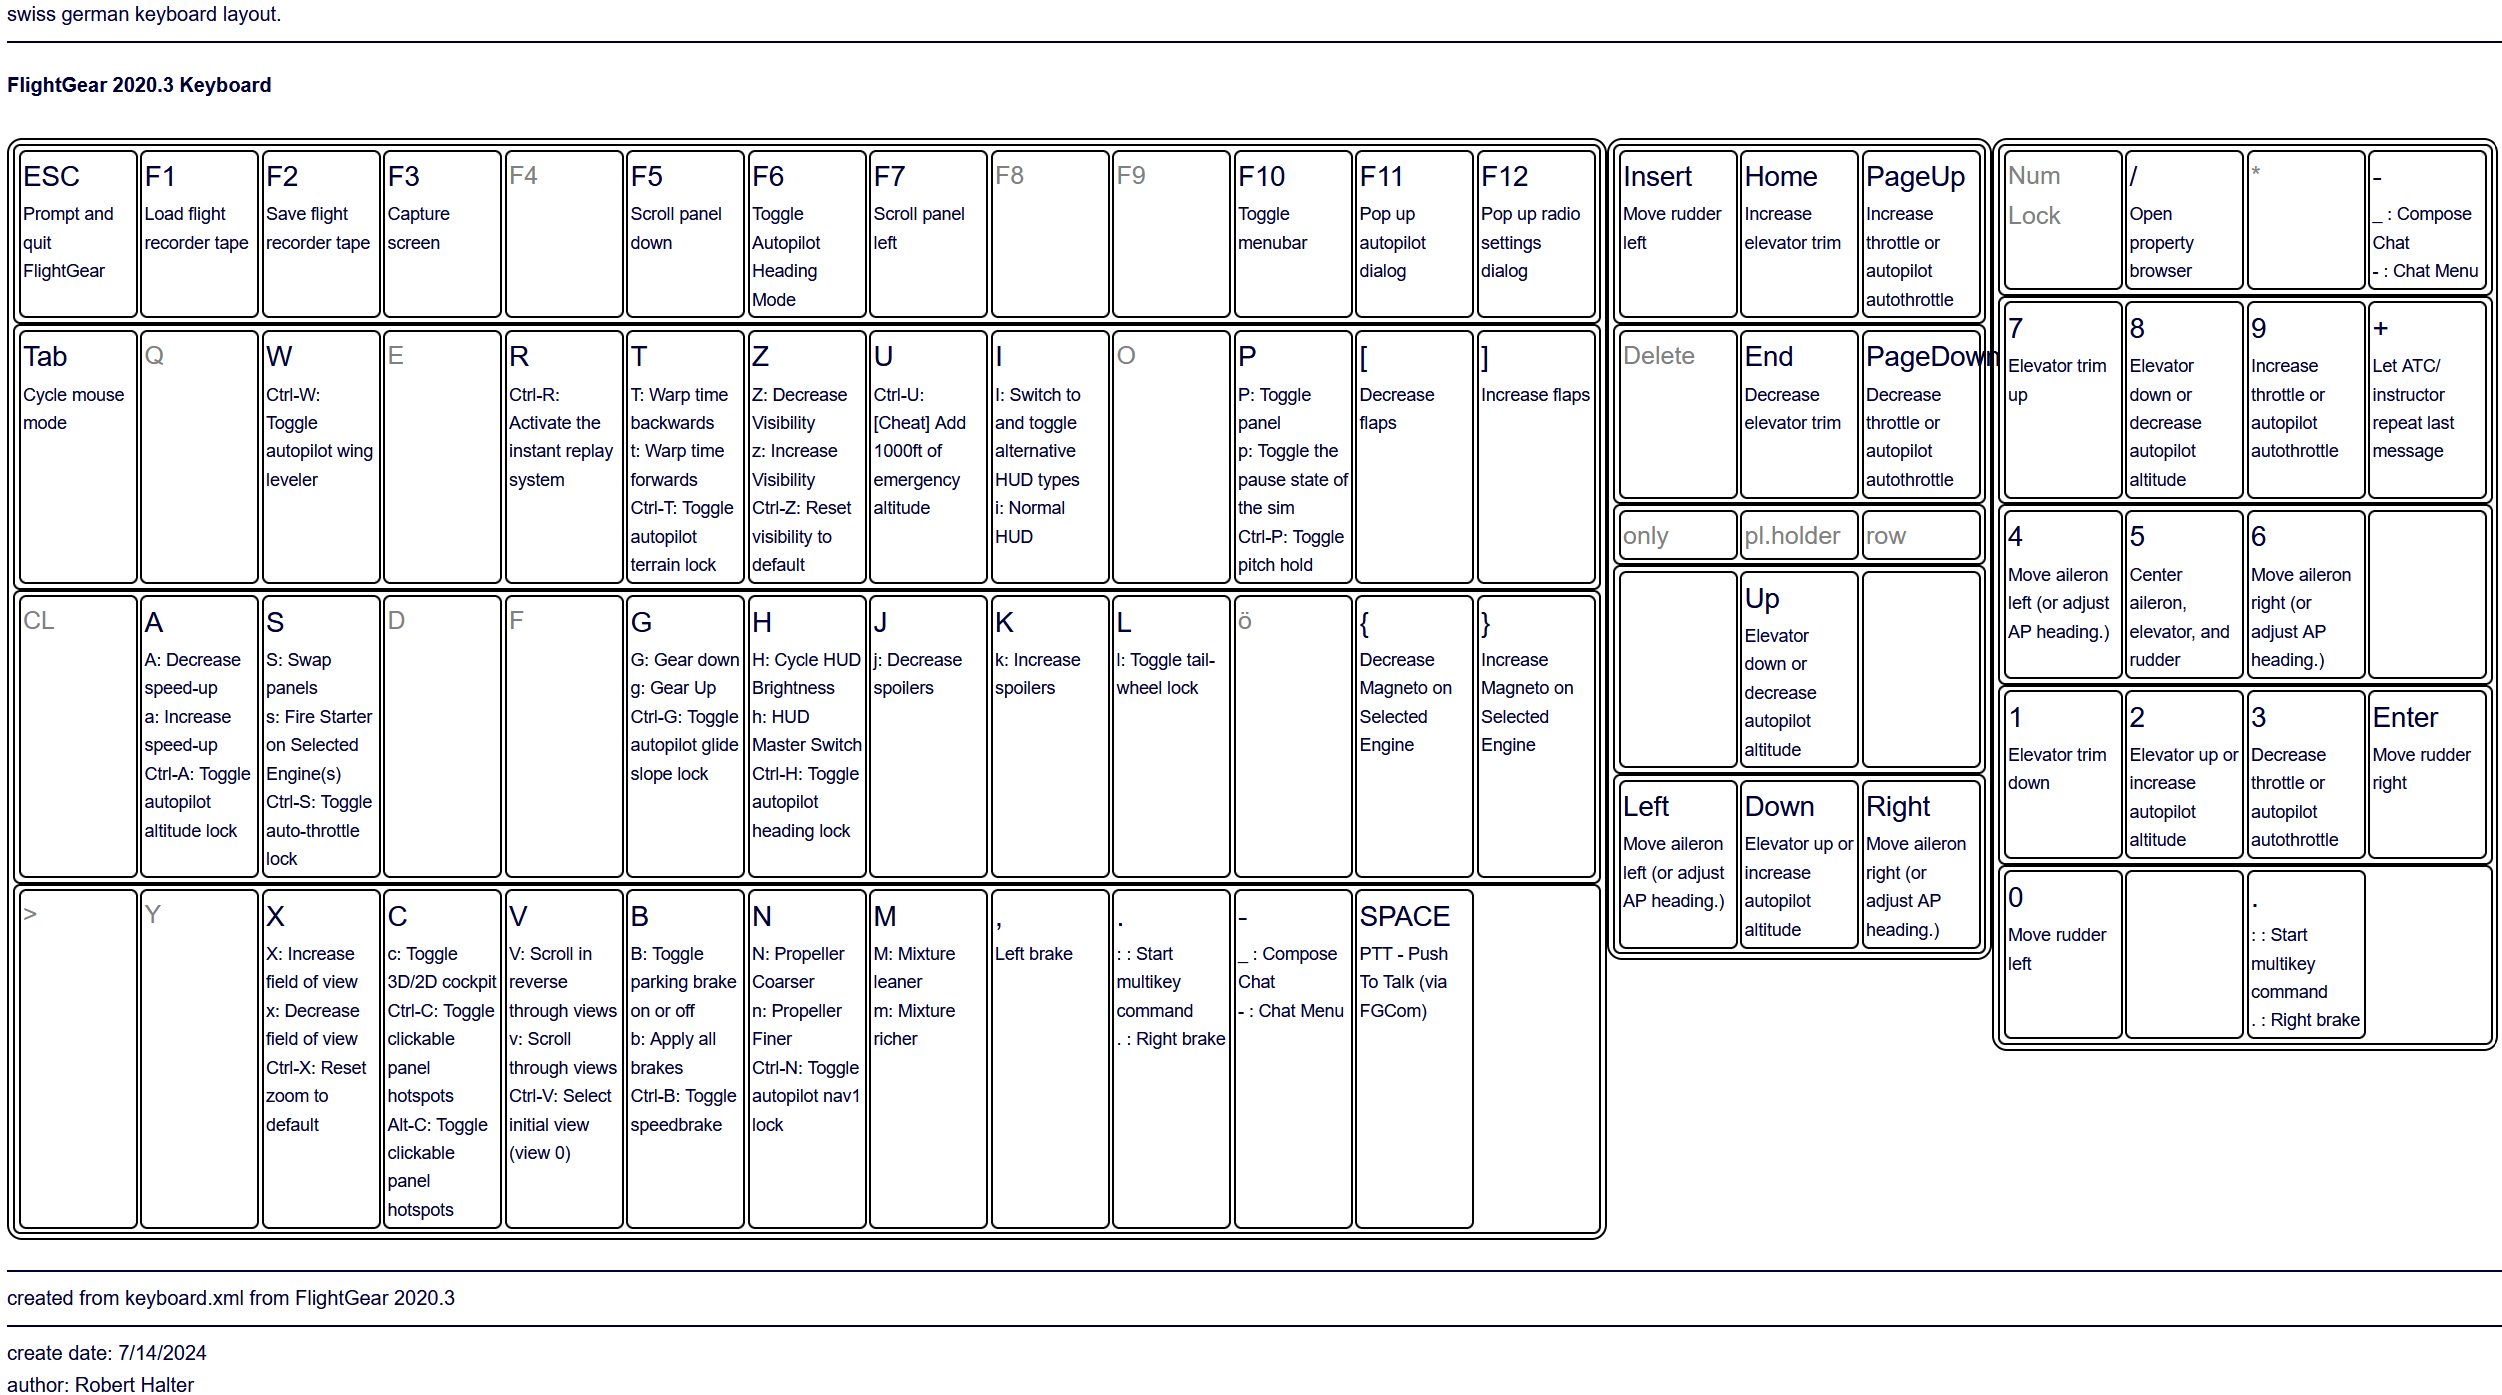 swiss german keyboard layout.
FlightGear 2020.3 Keyboard
ESC
Prompt and
quit
FlightGear
F1
Load flight
recorder tape
F2
Save flight
recorder tape
F3
Capture
screen
F4
F5
Scroll panel
down
F6
Toggle
Autopilot
Heading
Mode
F7
Scroll panel
left
F8
F9
F10
Toggle
menubar
F11
Pop up
autopilot
dialog
F12
Pop up radio
settings
dialog
Tab
Cycle mouse
mode
Q
W
Ctrl-W:
Toggle
autopilot wing
leveler
E
R
Ctrl-R:
Activate the
instant replay
system
T
T: Warp time
backwards
t: Warp time
forwards
Ctrl-T: Toggle
autopilot
terrain lock
Z
Z: Decrease
Visibility
z: Increase
Visibility
Ctrl-Z: Reset
visibility to
default
U
Ctrl-U:
[Cheat] Add
1000ft of
emergency
altitude
I
I: Switch to
and toggle
alternative
HUD types
i: Normal
HUD
O
P
P: Toggle
panel
p: Toggle the
pause state of
the sim
Ctrl-P: Toggle
pitch hold
[
Decrease
flaps
]
Increase flaps
CL
A
A: Decrease
speed-up
a: Increase
speed-up
Ctrl-A: Toggle
autopilot
altitude lock
S
S: Swap
panels
s: Fire Starter
on Selected
Engine(s)
Ctrl-S: Toggle
auto-throttle
lock
D
F
G
G: Gear down
g: Gear Up
Ctrl-G: Toggle
autopilot glide
slope lock
H
H: Cycle HUD
Brightness
h: HUD
Master Switch
Ctrl-H: Toggle
autopilot
heading lock
J
j: Decrease
spoilers
K
k: Increase
spoilers
L
l: Toggle tail-
wheel lock
ö
{
Decrease
Magneto on
Selected
Engine
}
Increase
Magneto on
Selected
Engine
>
Y
X
X: Increase
field of view
x: Decrease
field of view
Ctrl-X: Reset
zoom to
default
C
c: Toggle
3D/2D cockpit
Ctrl-C: Toggle
clickable
panel
hotspots
Alt-C: Toggle
clickable
panel
hotspots
V
V: Scroll in
reverse
through views
v: Scroll
through views
Ctrl-V: Select
initial view
(view 0)
B
B: Toggle
parking brake
on or off
b: Apply all
brakes
Ctrl-B: Toggle
speedbrake
N
N: Propeller
Coarser
n: Propeller
Finer
Ctrl-N: Toggle
autopilot nav1
lock
M
M: Mixture
leaner
m: Mixture
richer
,
Left brake
.
: : Start
multikey
command
. : Right brake
-
_ : Compose
Chat
- : Chat Menu
SPACE
PTT - Push
To Talk (via
FGCom)
Insert
Move rudder
left
Home
Increase
elevator trim
PageUp
Increase
throttle or
autopilot
autothrottle
Delete
End
Decrease
elevator trim
PageDown
Decrease
throttle or
autopilot
autothrottle
only
pl.holder
row
Up
Elevator
down or
decrease
autopilot
altitude
Left
Move aileron
left (or adjust
AP heading.)
Down
Elevator up or
increase
autopilot
altitude
Right
Move aileron
right (or
adjust AP
heading.)
Num
Lock
/
Open
property
browser
*
-
_ : Compose
Chat
- : Chat Menu
7
Elevator trim
up
8
Elevator
down or
decrease
autopilot
altitude
9
Increase
throttle or
autopilot
autothrottle
+
Let ATC/
instructor
repeat last
message
4
Move aileron
left (or adjust
AP heading.)
5
Center
aileron,
elevator, and
rudder
6
Move aileron
right (or
adjust AP
heading.)
1
Elevator trim
down
2
Elevator up or
increase
autopilot
altitude
3
Decrease
throttle or
autopilot
autothrottle
Enter
Move rudder
right
0
Move rudder
left
.
: : Start
multikey
command
. : Right brake
created from keyboard.xml from FlightGear 2020.3
create date: 7/14/2024
author: Robert Halter